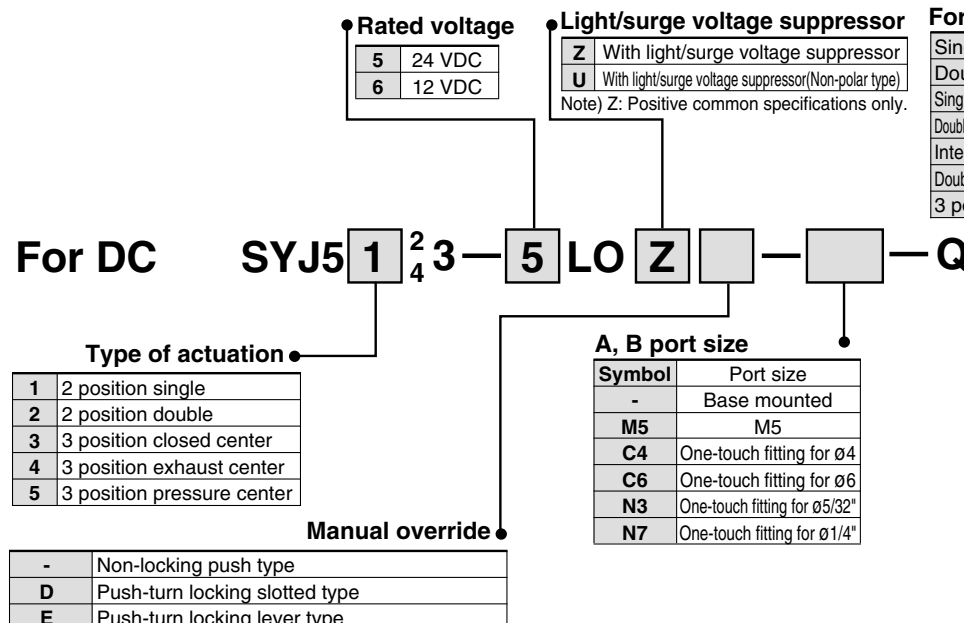 Rated voltage
5 24 VDC
6 12 VDC
Light/surge voltage suppressor
Z With light/surge voltage suppressor
U With light/surge voltage suppressor(Non-polar type)
Note) Z: Positive common specifications only.
For DC SYJ5 1 2 4 3 — 5 LO Z — — Q
Type of actuation
1 2 position single
2 2 position double
3 3 position closed center
4 3 position exhaust center
5 3 position pressure center
A, B port size
Symbol Port size
- Base mounted
M5 M5
C4 One-touch fitting for ø4
C6 One-touch fitting for ø6
N3 One-touch fitting for ø5/32"
N7 One-touch fitting for ø1/4"
Manual override
- Non-locking push type
D Push-turn locking slotted type
E Push-turn locking lever type